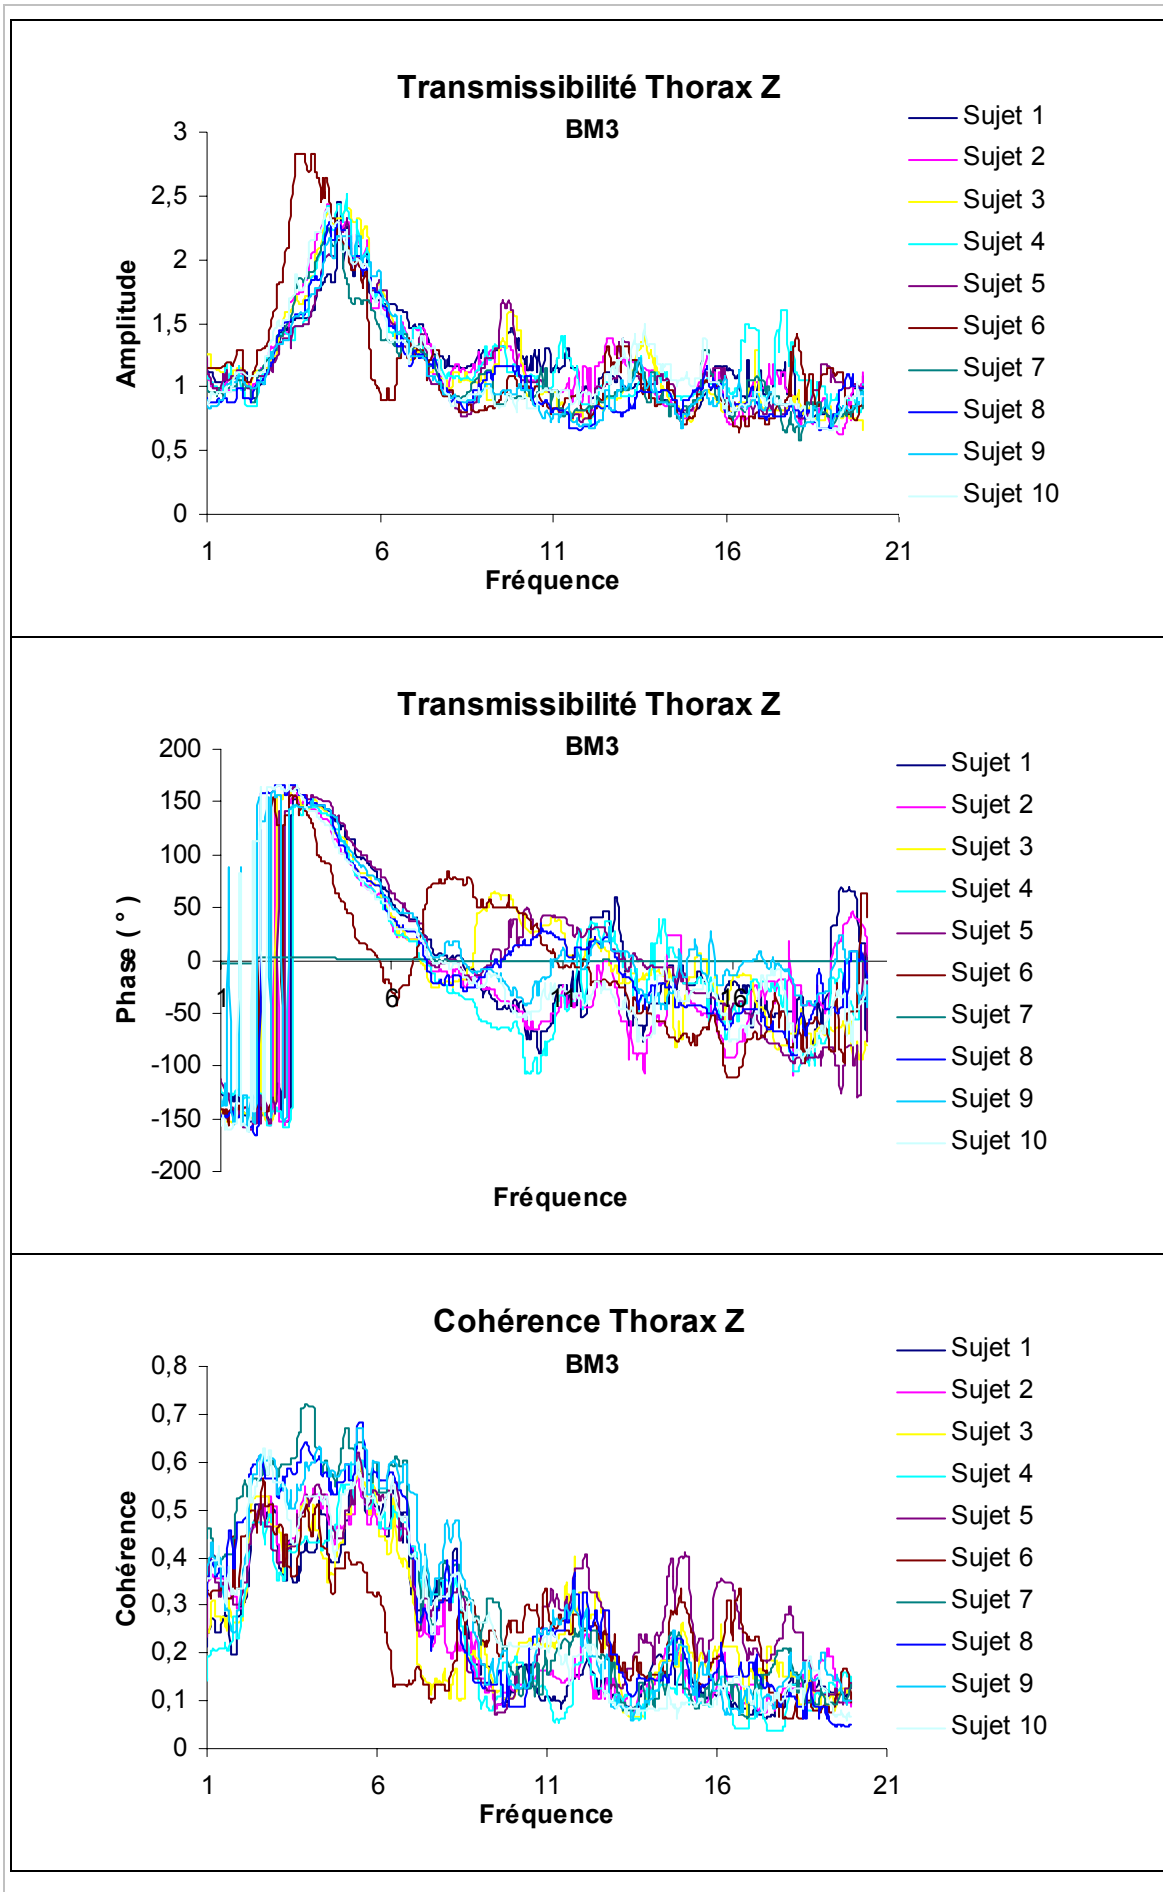 Transmissibilité Thorax Z
BM3
Amplitude
3
2,5
2
1,5
1
0,5
0
1 6 11 16 21
Fréquence
Sujet 1
Sujet 2
Sujet 3
Sujet 4
Sujet 5
Sujet 6
Sujet 7
Sujet 8
Sujet 9
Sujet 10
Transmissibilité Thorax Z
BM3
Phase ( ° )
200
150
100
50
0
-50
-100
-150
-200
1 6 11 16
Fréquence
Sujet 1
Sujet 2
Sujet 3
Sujet 4
Sujet 5
Sujet 6
Sujet 7
Sujet 8
Sujet 9
Sujet 10
Cohérence Thorax Z
BM3
Cohérence
0,8
0,7
0,6
0,5
0,4
0,3
0,2
0,1
0
1 6 11 16 21
Fréquence
Sujet 1
Sujet 2
Sujet 3
Sujet 4
Sujet 5
Sujet 6
Sujet 7
Sujet 8
Sujet 9
Sujet 10